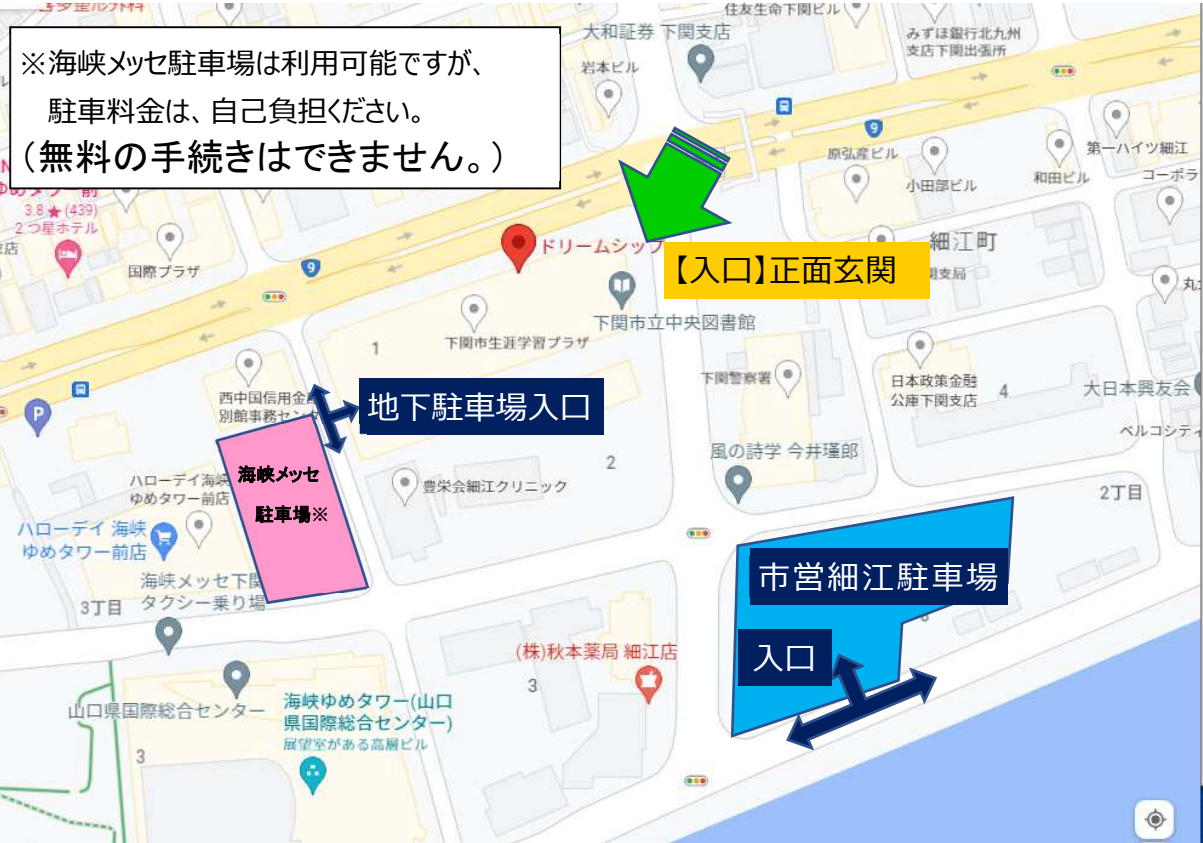 ※海峡メッセ駐車場は利用可能ですが、
駐車料金は、自己負担ください。
（無料の手続きはできません。）
住友生命下関ビル
大和証券 下関支店
みずほ銀行北九州
支店下関出張所
岩本ビル
9
原弘産ビル
小田部ビル
和田ビル
第一ハイツ細江
コーポラ
3.8★(439)
2つ星ホテル
国際プラザ
9
ドリームシップ
【入口】正面玄関
細江町
下関市立中央図書館
下関市生涯学習プラザ
1
下関警察署
日本政策金融
公庫下関支店
4
大日本興友会
ベルコシティ
P
西中国信用金
別館事務セン
地下駐車場入口
海峡メッセ
駐車場※
ハローデイ海峡
ゆめタワー前店
ハローデイ 海峡
ゆめタワー前店
豊栄会細江クリニック
2
風の詩学 今井瑾郎
2丁目
市営細江駐車場
入口
海峡メッセ下関
タクシー乗り場
3丁目
(株)秋本薬局 細江店
3
山口県国際総合センター
海峡ゆめタワー(山口
県国際総合センター)
展望室がある高層ビル
3